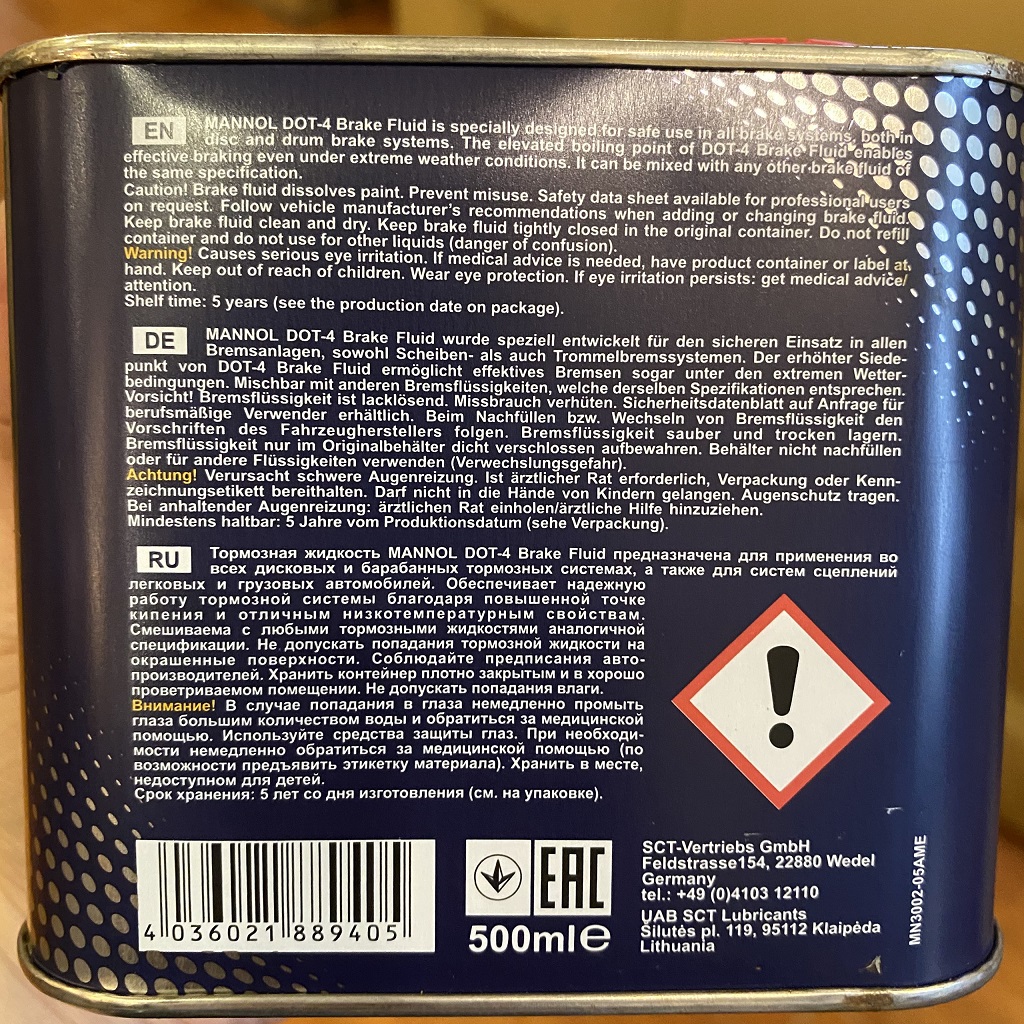 EN
MANNOL DOT-4 Brake Fluid is specially designed for safe use in all brake systems, both in
disc and drum brake systems. The elevated boiling point of DOT-4 Brake Fluid enables
effective braking even under extreme weather conditions. It can be mixed with any other brake fluid of
the same specification.
Caution! Brake fluid dissolves paint. Prevent misuse. Safety data sheet available for professional users
on request. Follow vehicle manufacturer's recommendations when adding or changing brake fluid.
Keep brake fluid clean and dry. Keep brake fluid tightly closed in the original container. Do not refill
container and do not use for other liquids (danger of confusion).
Warning! Causes serious eye irritation. If medical advice is needed, have product container or label at
hand. Keep out of reach of children. Wear eye protection. If eye irritation persists: get medical advice/
attention.
Shelf time: 5 years (see the production date on package).
DE
MANNOL DOT-4 Brake Fluid wurde speziell entwickelt für den sicheren Einsatz in allen
Bremsanlagen, sowohl Scheiben- als auch Trommelbremssystemen. Der erhöhter Siede-
punkt von DOT-4 Brake Fluid ermöglicht effektives Bremsen sogar unter den extremen Wetter-
bedingungen. Mischbar mit anderen Bremsflüssigkeiten, welche derselben Spezifikationen entsprechen.
Vorsicht! Bremsflüssigkeit ist lacklösend. Missbrauch verhüten. Sicherheitsdatenblatt auf Anfrage für
berufsmäßige Verwender erhältlich. Beim Nachfüllen bzw. Wechseln von Bremsflüssigkeit den
Vorschriften des Fahrzeugherstellers folgen. Bremsflüssigkeit sauber und trocken lagern.
Bremsflüssigkeit nur im Originalbehälter dicht verschlossen aufbewahren. Behälter nicht nachfüllen
oder für andere Flüssigkeiten verwenden (Verwechslungsgefahr).
Achtung! Verursacht schwere Augenreizung. Ist ärztlicher Rat erforderlich, Verpackung oder Kenn-
zeichnungsetikett bereithalten. Darf nicht in die Hände von Kindern gelangen. Augenschutz tragen.
Bei anhaltender Augenreizung: ärztlichen Rat einholen/ärztliche Hilfe hinzuziehen.
Mindestens haltbar: 5 Jahre vom Produktionsdatum (sehe Verpackung).
RU
Тормозная жидкость MANNOL DOT-4 Brake Fluid предназначена для применения во
всех дисковых и барабанных тормозных системах, а также для систем сцеплений
легковых и грузовых автомобилей. Обеспечивает надежную
работу тормозной системы благодаря повышенной точке
кипения и отличным низкотемпературным свойствам.
Смешиваема с любыми тормозными жидкостями аналогичной
спецификации. Не допускать попадания тормозной жидкости на
окрашенные поверхности. Соблюдайте предписания авто-
производителей. Хранить контейнер плотно закрытым и в хорошо
проветриваемом помещении. Не допускать попадания влаги.
Внимание! В случае попадания в глаза немедленно промыть
глаза большим количеством воды и обратиться за медицинской
помощью. Используйте средства защиты глаз. При необходи-
мости немедленно обратиться за медицинской помощью (по
возможности предъявить этикетку материала). Хранить в месте,
недоступном для детей.
Срок хранения: 5 лет со дня изготовления (см. на упаковке).
4 036021 889405
EAC
500ml e
SCT-Vertriebs GmbH
Feldstrasse154, 22880 Wedel
Germany
tel.: +49 (0)4103 12110
UAB SCT Lubricants
Šilutės pl. 119, 95112 Klaipėda
Lithuania
MN3002-05AME